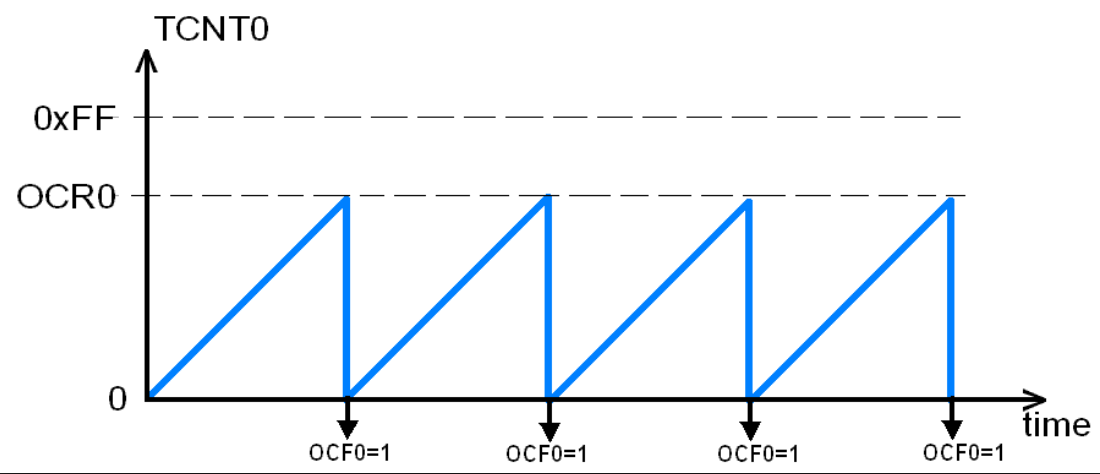 TCNT0
0xFF
OCR0
0
time
OCF0=1
OCF0=1
OCF0=1
OCF0=1